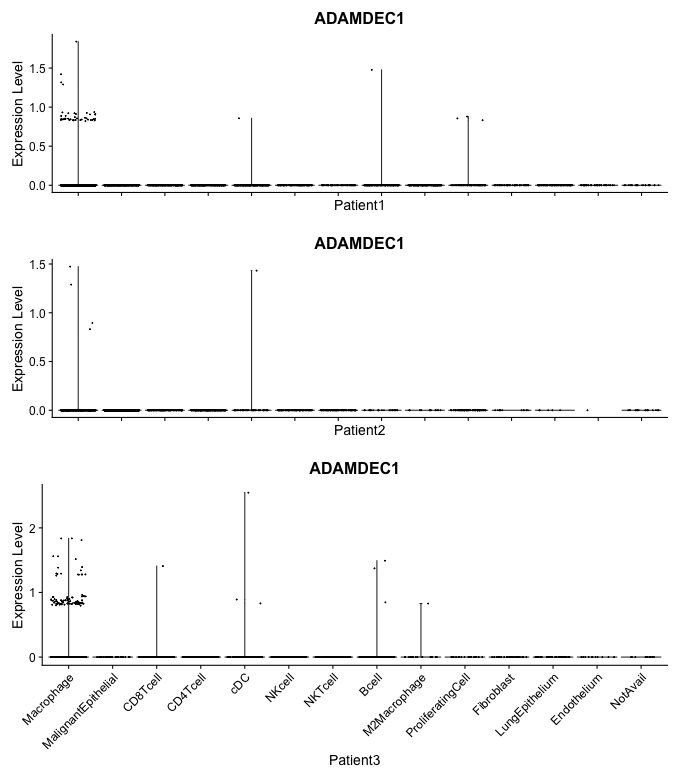 ADAMDEC1
Expression Level
1.5
1.0
0.5
0.0
Patient1
ADAMDEC1
Expression Level
1.5
1.0
0.5
0.0
Patient2
ADAMDEC1
Expression Level
2
1
0
Macrophage
MalignantEpithelial
CD8Tcell
CD4Tcell
cDC
NKcell
NKTcell
Bcell
M2Macrophage
ProliferatingCell
Fibroblast
LungEpithelium
Endothelium
NotAvail
Patient3